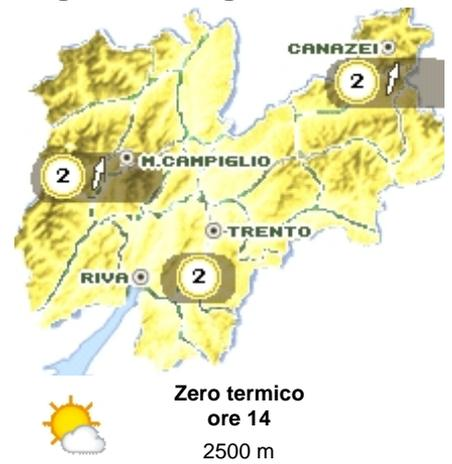 CANAZEI
2
M.CAMPIGLIO
2
TRENTO
RIVA
2
Zero termico
ore 14
2500 m